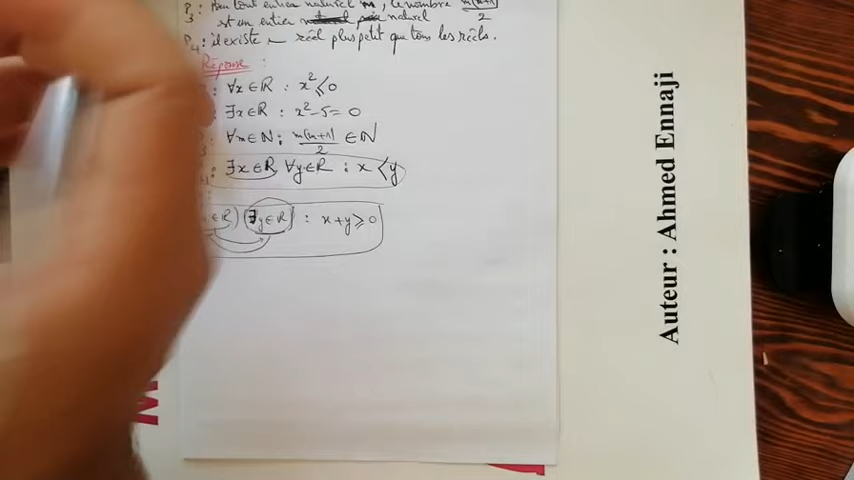 P3 : Pour tout entier naturel n, le nombre n(n+1)/2
est un entier naturel
P4 : il existe un réel plus petit que tous les réels.
Réponse :
: ∀x∈ℝ : x² ⩽ 0
: ∃x∈ℝ : x²-5=0
: ∀n∈ℕ ; n(n+1)/2 ∈ ℕ
: ∃x∈ℝ, ∀y∈ℝ : x < y
∈ℝ) (∃y∈ℝ) : x+y ⩾ 0
Auteur : Ahmed Ennaji